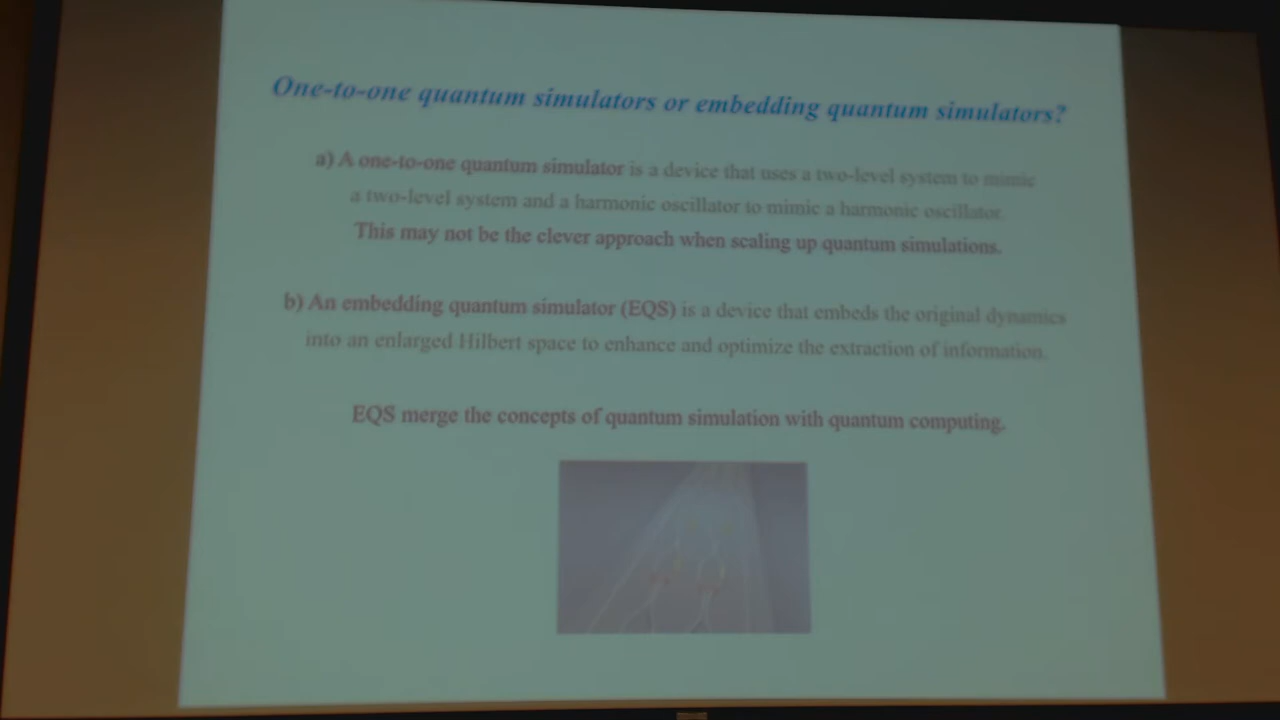 One-to-one quantum simulators or embedding quantum simulators?
a) A one-to-one quantum simulator is a device that uses a two-level system to mimic
a two-level system and a harmonic oscillator to mimic a harmonic oscillator.
This may not be the clever approach when scaling up quantum simulations.
b) An embedding quantum simulator (EQS) is a device that embeds the original dynamics
into an enlarged Hilbert space to enhance and optimize the extraction of information.
EQS merge the concepts of quantum simulation with quantum computing.